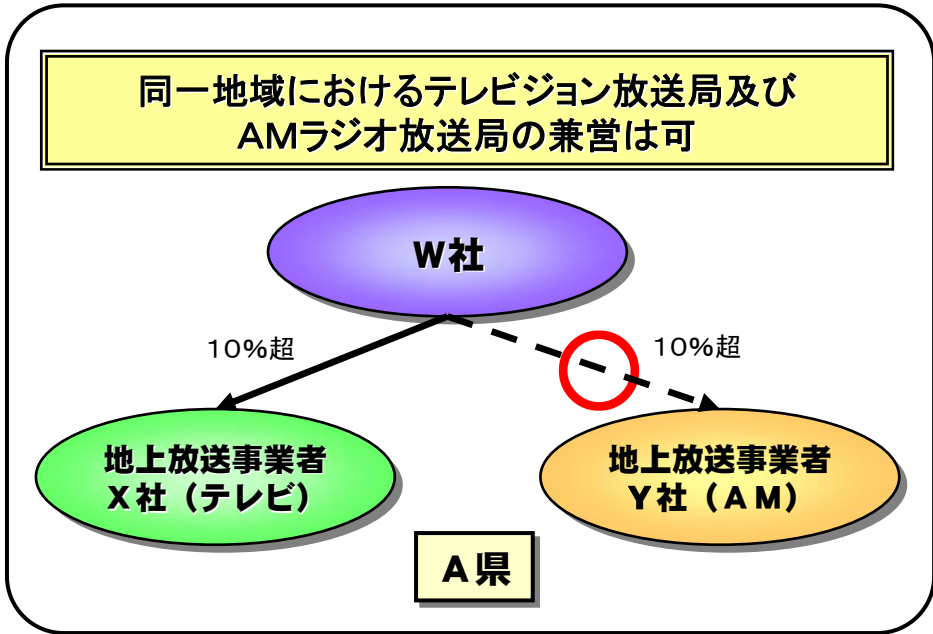 同一地域におけるテレビジョン放送局及び
AMラジオ放送局の兼営は可
W社
10%超
10%超
地上放送事業者
X社（テレビ）
地上放送事業者
Y社（AM）
A県